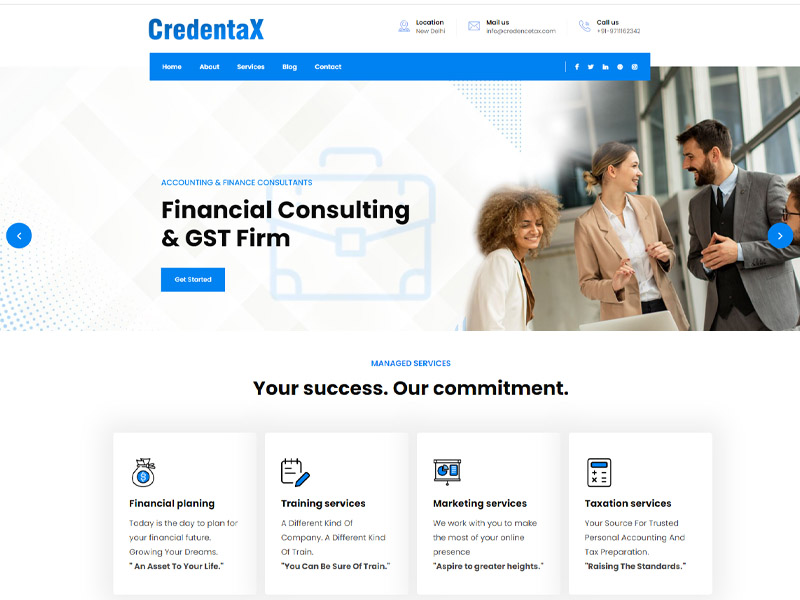 CredentaX
Location
New Delhi
Mail us
info@credencetax.com
Call us
+91-9711162342
Home About Services Blog Contact
ACCOUNTING & FINANCE CONSULTANTS
Financial Consulting
& GST Firm
Get Started
MANAGED SERVICES
Your success. Our commitment.
Financial planing
Today is the day to plan for
your financial future.
Growing Your Dreams.
" An Asset To Your Life."
Training services
A Different Kind Of
Company. A Different Kind
Of Train.
"You Can Be Sure Of Train."
Marketing services
We work with you to make
the most of your online
presence
"Aspire to greater heights."
Taxation services
Your Source For Trusted
Personal Accounting And
Tax Preparation.
"Raising The Standards."